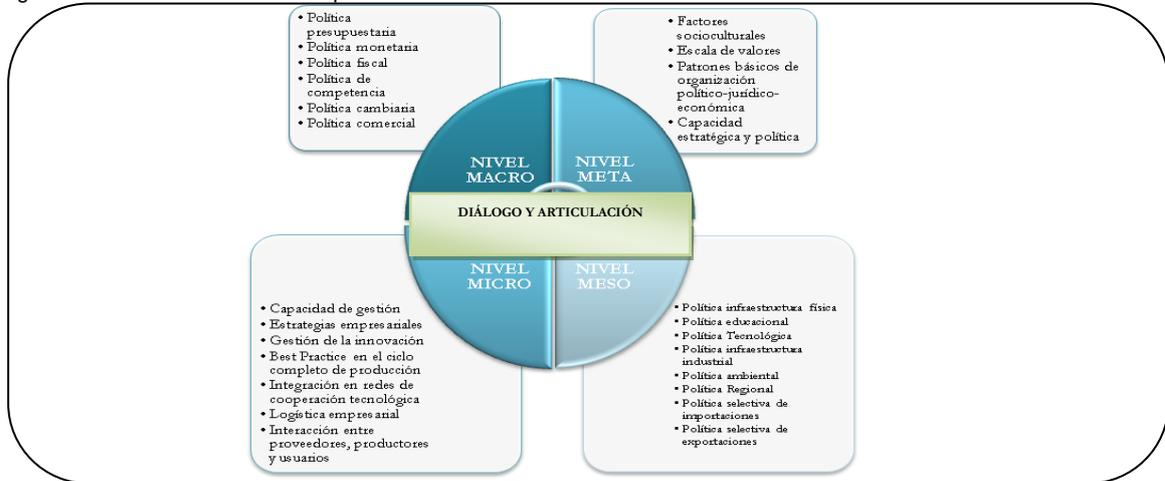 • Política
presupuestaria
• Política monetaria
• Política fiscal
• Política de
competencia
• Política cambiaria
• Política comercial
• Factores
socioculturales
• Escala de valores
• Patrones básicos de
organización
político-jurídico-
económica
• Capacidad
estratégica y política
NIVEL
MACRO
NIVEL
META
DIÁLOGO Y ARTICULACIÓN
NIVEL
MICRO
NIVEL
MESO
• Capacidad de gestión
• Estrategias empresariales
• Gestión de la innovación
• Best Practice en el ciclo
completo de producción
• Integración en redes de
cooperación tecnológica
• Logística empresarial
• Interacción entre
proveedores, productores
y usuarios
• Política infraestructura física
• Política educacional
• Política Tecnológica
• Política infraestructura
industrial
• Política ambiental
• Política Regional
• Política selectiva de
importaciones
• Política selectiva de
exportaciones